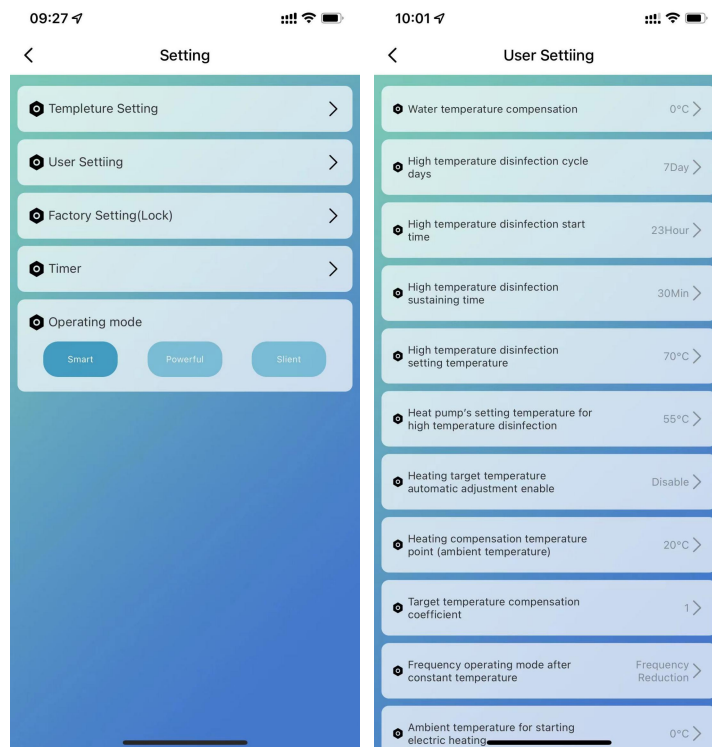 09:27
Setting
Templeture Setting
User Settiing
Factory Setting(Lock)
Timer
Operating mode
Smart Powerful Slient
10:01
User Settiing
Water temperature compensation 0°C
High temperature disinfection cycle
days
7Day
High temperature disinfection start
time
23Hour
High temperature disinfection
sustaining time
30Min
High temperature disinfection
setting temperature
70°C
Heat pump's setting temperature for
high temperature disinfection
55°C
Heating target temperature
automatic adjustment enable
Disable
Heating compensation temperature
point (ambient temperature)
20°C
Target temperature compensation
coefficient
1
Frequency operating mode after
constant temperature
Frequency
Reduction
Ambient temperature for starting
electric heating
0°C